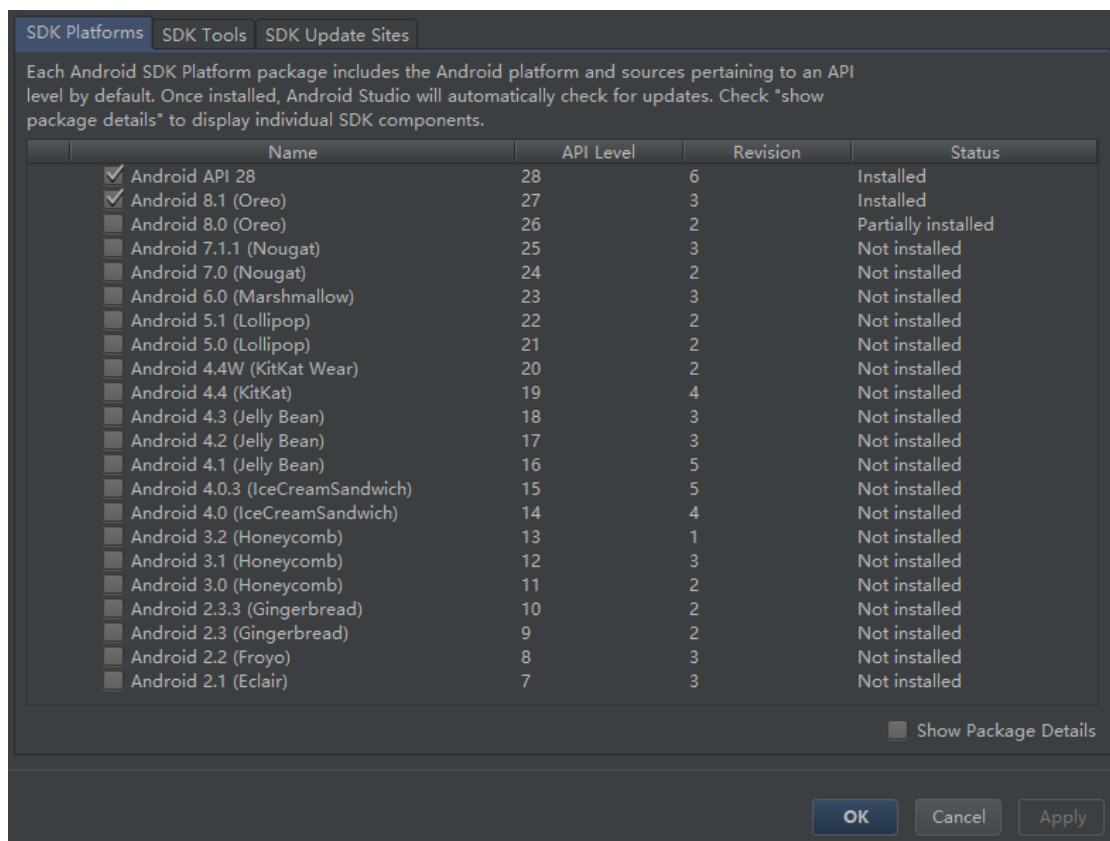 SDK Platforms SDK Tools SDK Update Sites
Each Android SDK Platform package includes the Android platform and sources pertaining to an API
level by default. Once installed, Android Studio will automatically check for updates. Check "show
package details" to display individual SDK components.
Name API Level Revision Status
Android API 28 28 6 Installed
Android 8.1 (Oreo) 27 3 Installed
Android 8.0 (Oreo) 26 2 Partially installed
Android 7.1.1 (Nougat) 25 3 Not installed
Android 7.0 (Nougat) 24 2 Not installed
Android 6.0 (Marshmallow) 23 3 Not installed
Android 5.1 (Lollipop) 22 2 Not installed
Android 5.0 (Lollipop) 21 2 Not installed
Android 4.4W (KitKat Wear) 20 2 Not installed
Android 4.4 (KitKat) 19 4 Not installed
Android 4.3 (Jelly Bean) 18 3 Not installed
Android 4.2 (Jelly Bean) 17 3 Not installed
Android 4.1 (Jelly Bean) 16 5 Not installed
Android 4.0.3 (IceCreamSandwich) 15 5 Not installed
Android 4.0 (IceCreamSandwich) 14 4 Not installed
Android 3.2 (Honeycomb) 13 1 Not installed
Android 3.1 (Honeycomb) 12 3 Not installed
Android 3.0 (Honeycomb) 11 2 Not installed
Android 2.3.3 (Gingerbread) 10 2 Not installed
Android 2.3 (Gingerbread) 9 2 Not installed
Android 2.2 (Froyo) 8 3 Not installed
Android 2.1 (Eclair) 7 3 Not installed
Show Package Details
OK Cancel Apply